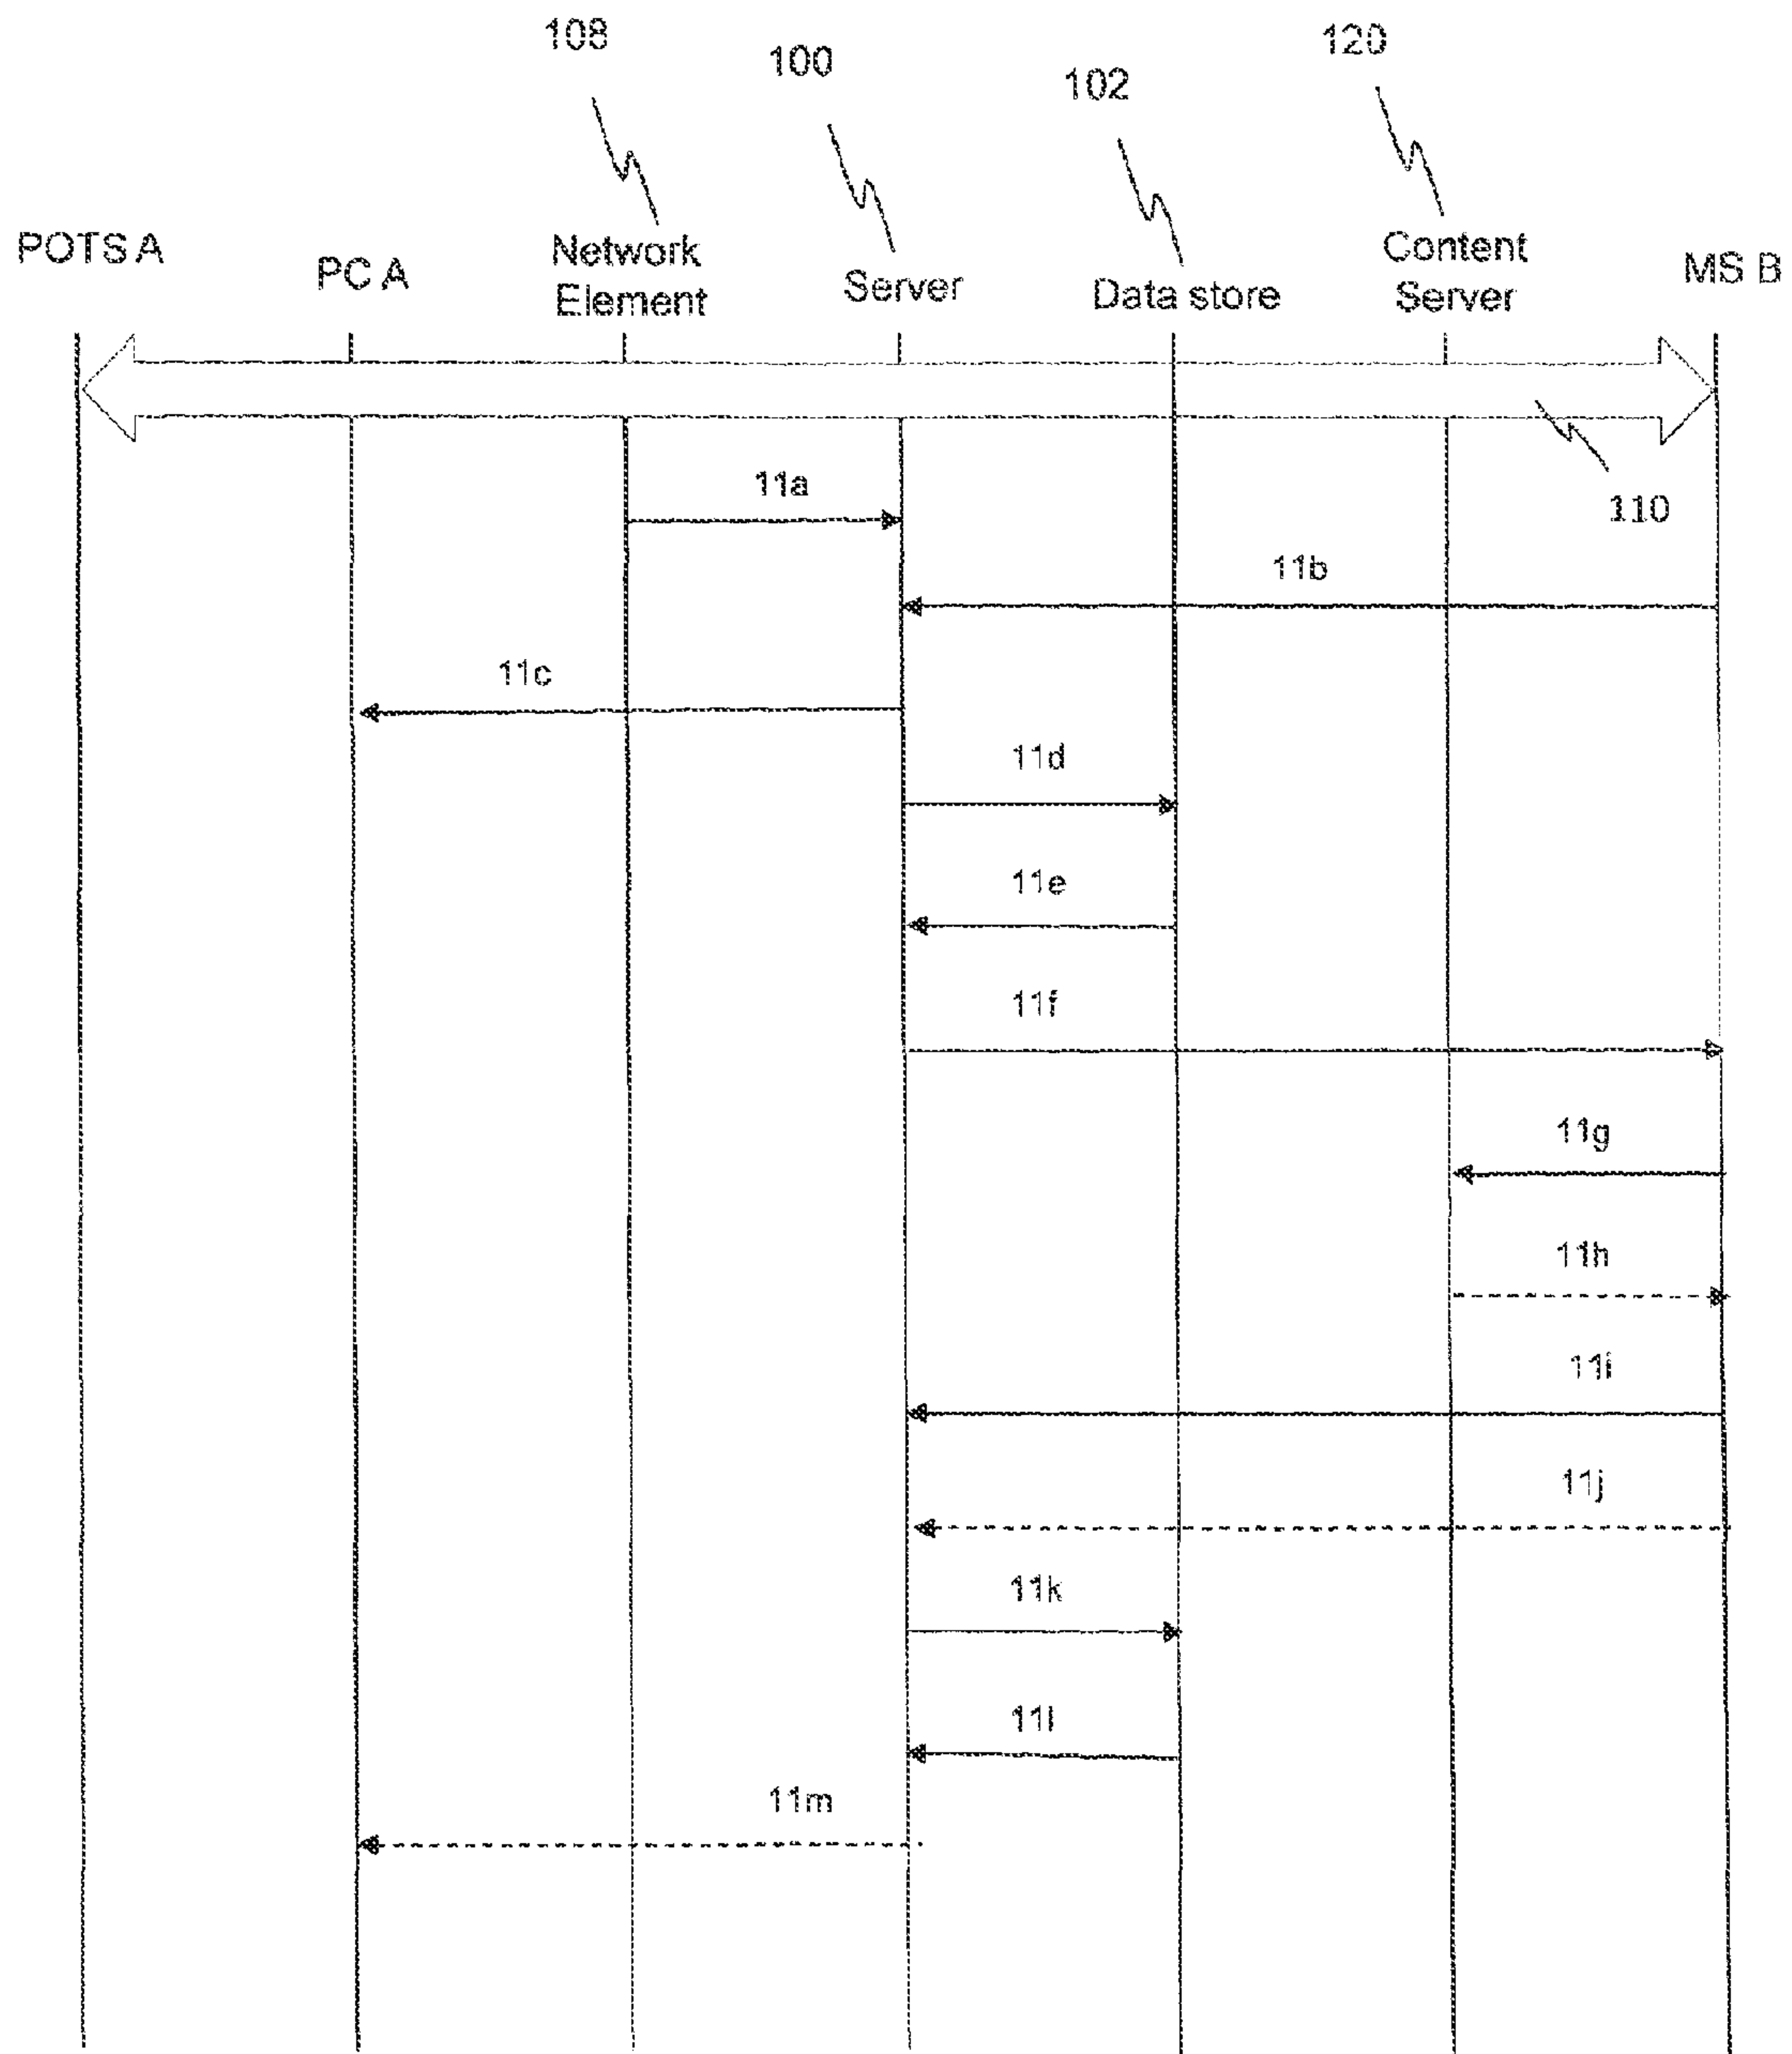 108
100
102
120
POTS A
PC A
Network
Element
Server
Data store
Content
Server
MS B
110
11a
11b
11c
11d
11e
11f
11g
11h
11i
11j
11k
11l
11m